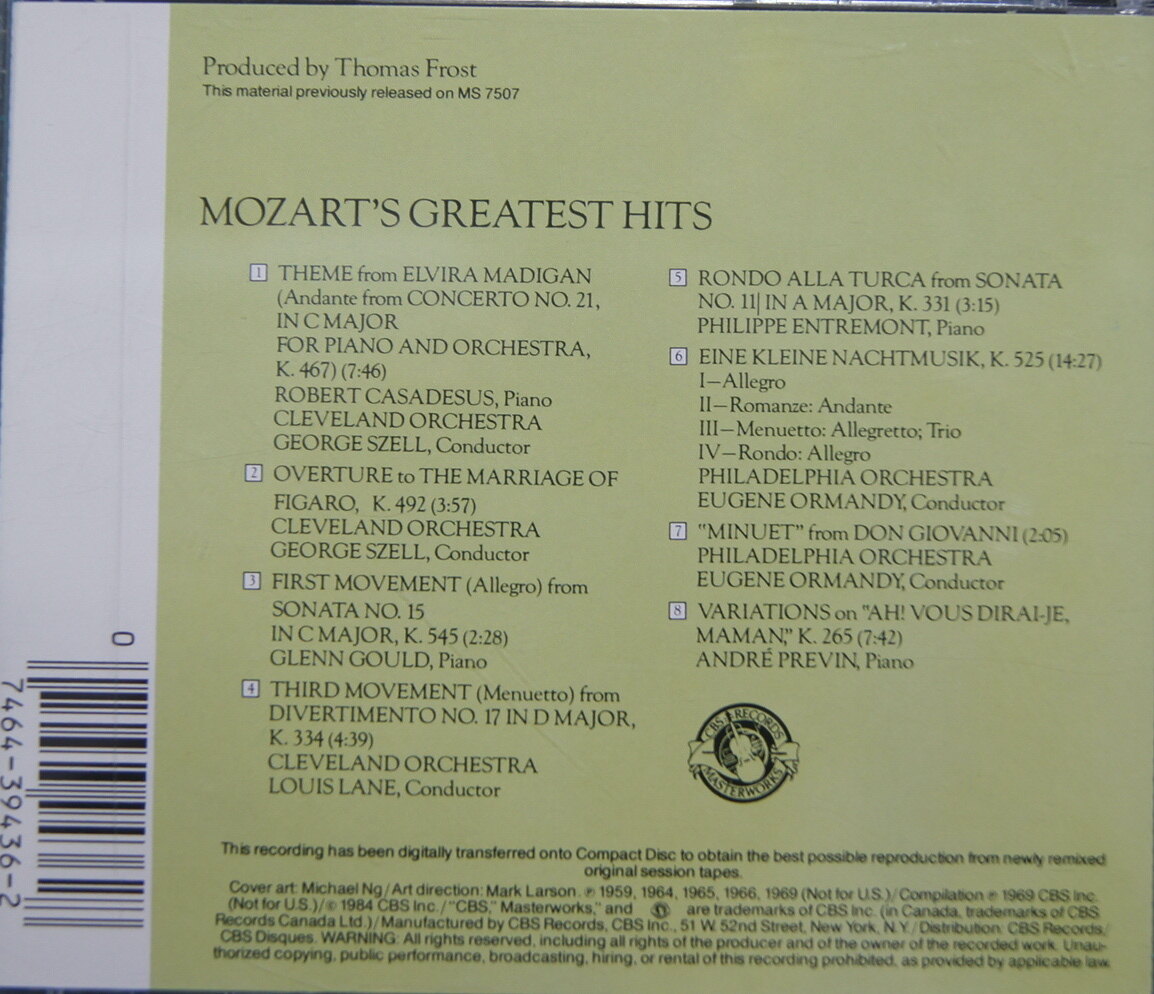 Produced by Thomas Frost
This material previously released on MS 7507
MOZART'S GREATEST HITS
1 THEME from ELVIRA MADIGAN
(Andante from CONCERTO NO. 21,
IN C MAJOR
FOR PIANO AND ORCHESTRA,
K. 467) (7:46)
ROBERT CASADESUS, Piano
CLEVELAND ORCHESTRA
GEORGE SZELL, Conductor
2 OVERTURE to THE MARRIAGE OF
FIGARO, K. 492 (3:57)
CLEVELAND ORCHESTRA
GEORGE SZELL, Conductor
3 FIRST MOVEMENT (Allegro) from
SONATA NO. 15
IN C MAJOR, K. 545 (2:28)
GLENN GOULD, Piano
4 THIRD MOVEMENT (Menuetto) from
DIVERTIMENTO NO. 17 IN D MAJOR,
K. 334 (4:39)
CLEVELAND ORCHESTRA
LOUIS LANE, Conductor
5 RONDO ALLA TURCA from SONATA
NO. 11| IN A MAJOR, K. 331 (3:15)
PHILIPPE ENTREMONT, Piano
6 EINE KLEINE NACHTMUSIK, K. 525 (14:27)
I—Allegro
II—Romanze: Andante
III—Menuetto: Allegretto; Trio
IV—Rondo: Allegro
PHILADELPHIA ORCHESTRA
EUGENE ORMANDY, Conductor
7 "MINUET" from DON GIOVANNI (2:05)
PHILADELPHIA ORCHESTRA
EUGENE ORMANDY, Conductor
8 VARIATIONS on "AH! VOUS DIRAI-JE,
MAMAN," K. 265 (7:42)
ANDRÉ PREVIN, Piano
CBS RECORDS
MASTERWORKS
This recording has been digitally transferred onto Compact Disc to obtain the best possible reproduction from newly remixed
original session tapes.
Cover art: Michael Ng/Art direction: Mark Larson. ℗ 1959, 1964, 1965, 1966, 1969 (Not for U.S.)/Compilation ℗ 1969 CBS Inc.
(Not for U.S.)/© 1984 CBS Inc./"CBS," Masterworks," and are trademarks of CBS Inc. (in Canada, trademarks of CBS
Records Canada Ltd.)/Manufactured by CBS Records, CBS Inc., 51 W. 52nd Street, New York, N.Y./Distribution: CBS Records/
CBS Disques. WARNING: All rights reserved, including all rights of the producer and of the owner of the recorded work. Unau-
thorized copying, public performance, broadcasting, hiring, or rental of this recording prohibited, as provided by applicable law.
0
7464-39436-2